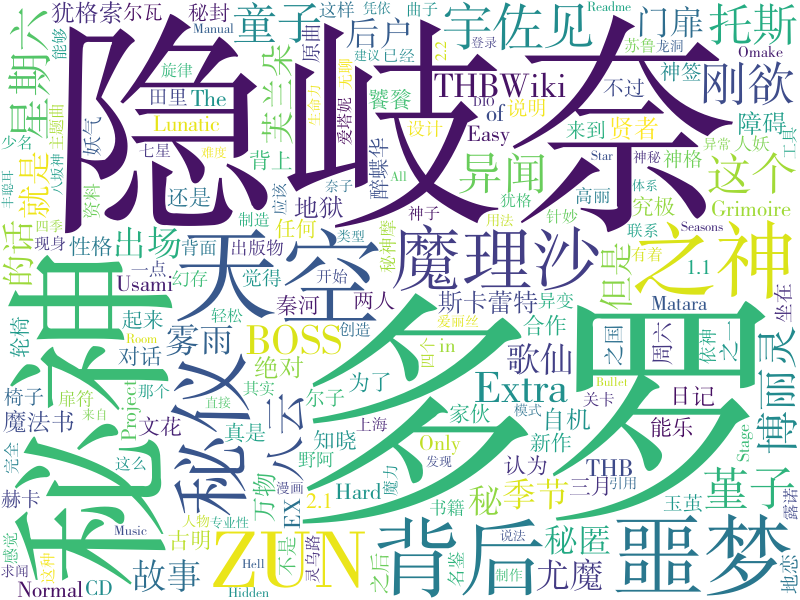 隐岐奈
多罗
秘神
天空
魔理沙
之神
背后
噩梦
ZUN
秘仪
BOSS
Extra
THBWiki
宇佐见
刚欲
托斯
博丽灵
堇子
异闻
这个
八云
雾雨
星期六
童子
后户
门扉
芙兰朵
就是
的话
出场
但是
季节
歌仙
尤魔
秘匿
秘
故事
斯卡蕾特
犹格索
尔瓦
秘封
这样
凭依
曲子
已经
Readme
Manual
2.2
登录
建议
无聊
苏鲁
龙洞
Omake
能够
旋律
原曲
田里
The
神签
不过
说明
饕餮
DIO
生命力
爱塔妮
of
Easy
设计
来到
贤者
障碍
神秘
异常
人妖
工具
少名
主题曲
妖气
Lunatic
七星
难度
背上
醉蝶华
All
Star
神格
体系
丰聪耳
八坂神
四季
资料
还是
制造
应该
地狱
神子
奈子
高丽
犹格
用法
针妙
究极
联系
Grimoire
Seasons
现身
性格
背面
出版物
任何
类型
秘神摩
有着
1.1
一点
幻存
觉得
秦河
开始
两人
异变
Matara
坐在
轮椅
Usami
起来
轻松
创造
爱丽丝
合作
之国
周六
依神
之一
椅子
对话
Room
绝对
四个
in
Bullet
扉符
那个
其实
为了
魔法书
来自
直接
尔子
家伙
模式
自机
关卡
日记
Project
文花
真是
知晓
上海
Only
新作
能乐
Stage
完全
这么
野阿
漫画
魔力
发现
认为
THB
三月
引用
赫卡
万物
2.1
Hard
书籍
玉茧
露诺
Music
人物
专业性
EX
感觉
古明
不是
灵乌路
之后
名签
说法
地恋
求闻
这种
Normal
CD
Hell
Hidden
制作